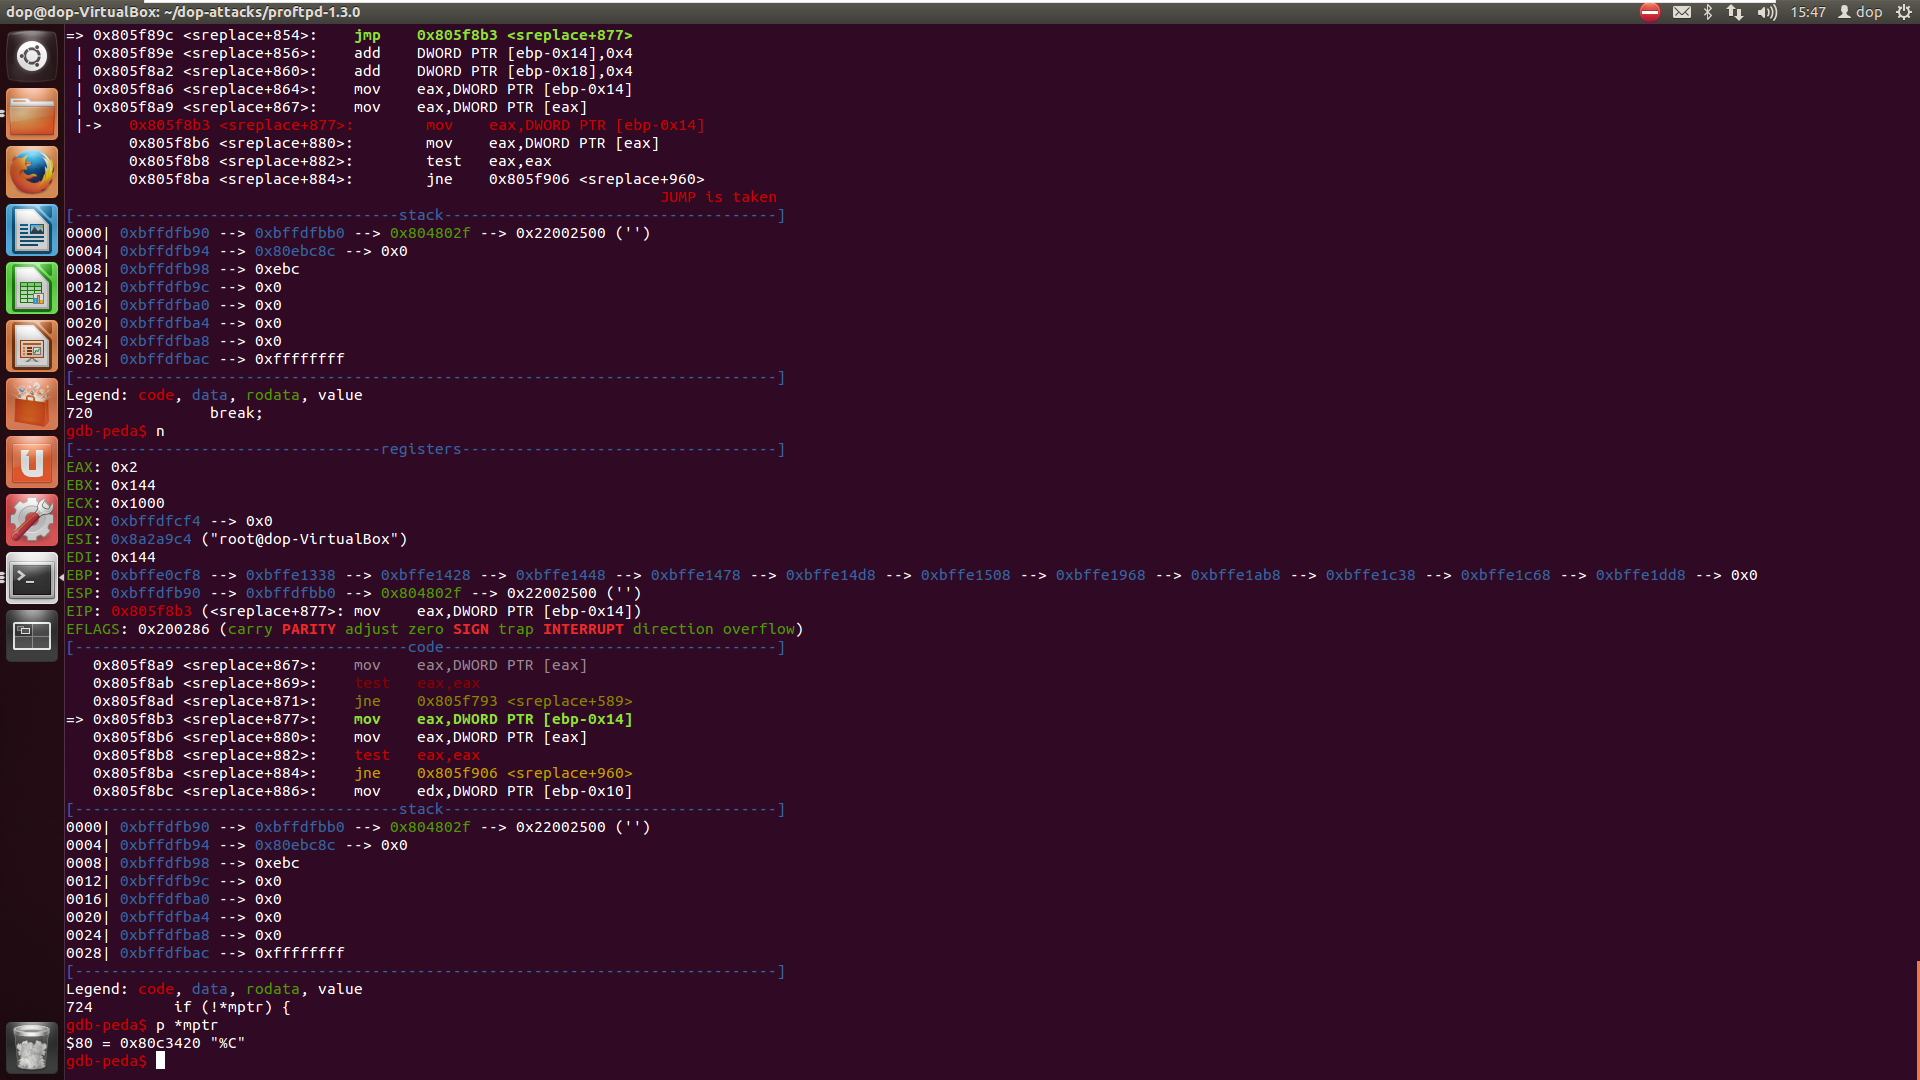 dop@dop-VirtualBox: ~/dop-attacks/proftpd-1.3.0
15:47 dop
=> 0x805f89c <sreplace+854>:    jmp    0x805f8b3 <sreplace+877>
 | 0x805f89e <sreplace+856>:    add    DWORD PTR [ebp-0x14],0x4
 | 0x805f8a2 <sreplace+860>:    add    DWORD PTR [ebp-0x18],0x4
 | 0x805f8a6 <sreplace+864>:    mov    eax,DWORD PTR [ebp-0x14]
 | 0x805f8a9 <sreplace+867>:    mov    eax,DWORD PTR [eax]
 |->   0x805f8b3 <sreplace+877>:        mov    eax,DWORD PTR [ebp-0x14]
       0x805f8b6 <sreplace+880>:        mov    eax,DWORD PTR [eax]
       0x805f8b8 <sreplace+882>:        test   eax,eax
       0x805f8ba <sreplace+884>:        jne    0x805f906 <sreplace+960>
                                                                  JUMP is taken
[------------------------------------stack-------------------------------------]
0000| 0xbffdfb90 --> 0xbffdfbb0 --> 0x804802f --> 0x22002500 ('')
0004| 0xbffdfb94 --> 0x80ebc8c --> 0x0
0008| 0xbffdfb98 --> 0xebc
0012| 0xbffdfb9c --> 0x0
0016| 0xbffdfba0 --> 0x0
0020| 0xbffdfba4 --> 0x0
0024| 0xbffdfba8 --> 0x0
0028| 0xbffdfbac --> 0xffffffff
[------------------------------------------------------------------------------]
Legend: code, data, rodata, value
720             break;
gdb-peda$ n
[----------------------------------registers-----------------------------------]
EAX: 0x2
EBX: 0x144
ECX: 0x1000
EDX: 0xbffdfcf4 --> 0x0
ESI: 0x8a2a9c4 ("root@dop-VirtualBox")
EDI: 0x144
EBP: 0xbffe0cf8 --> 0xbffe1338 --> 0xbffe1428 --> 0xbffe1448 --> 0xbffe1478 --> 0xbffe14d8 --> 0xbffe1508 --> 0xbffe1968 --> 0xbffe1ab8 --> 0xbffe1c38 --> 0xbffe1c68 --> 0xbffe1dd8 --> 0x0
ESP: 0xbffdfb90 --> 0xbffdfbb0 --> 0x804802f --> 0x22002500 ('')
EIP: 0x805f8b3 (<sreplace+877>: mov    eax,DWORD PTR [ebp-0x14])
EFLAGS: 0x200286 (carry PARITY adjust zero SIGN trap INTERRUPT direction overflow)
[-------------------------------------code-------------------------------------]
   0x805f8a9 <sreplace+867>:    mov    eax,DWORD PTR [eax]
   0x805f8ab <sreplace+869>:    test   eax,eax
   0x805f8ad <sreplace+871>:    jne    0x805f793 <sreplace+589>
=> 0x805f8b3 <sreplace+877>:    mov    eax,DWORD PTR [ebp-0x14]
   0x805f8b6 <sreplace+880>:    mov    eax,DWORD PTR [eax]
   0x805f8b8 <sreplace+882>:    test   eax,eax
   0x805f8ba <sreplace+884>:    jne    0x805f906 <sreplace+960>
   0x805f8bc <sreplace+886>:    mov    edx,DWORD PTR [ebp-0x10]
[------------------------------------stack-------------------------------------]
0000| 0xbffdfb90 --> 0xbffdfbb0 --> 0x804802f --> 0x22002500 ('')
0004| 0xbffdfb94 --> 0x80ebc8c --> 0x0
0008| 0xbffdfb98 --> 0xebc
0012| 0xbffdfb9c --> 0x0
0016| 0xbffdfba0 --> 0x0
0020| 0xbffdfba4 --> 0x0
0024| 0xbffdfba8 --> 0x0
0028| 0xbffdfbac --> 0xffffffff
[------------------------------------------------------------------------------]
Legend: code, data, rodata, value
724         if (!*mptr) {
gdb-peda$ p *mptr
$80 = 0x80c3420 "%C"
gdb-peda$